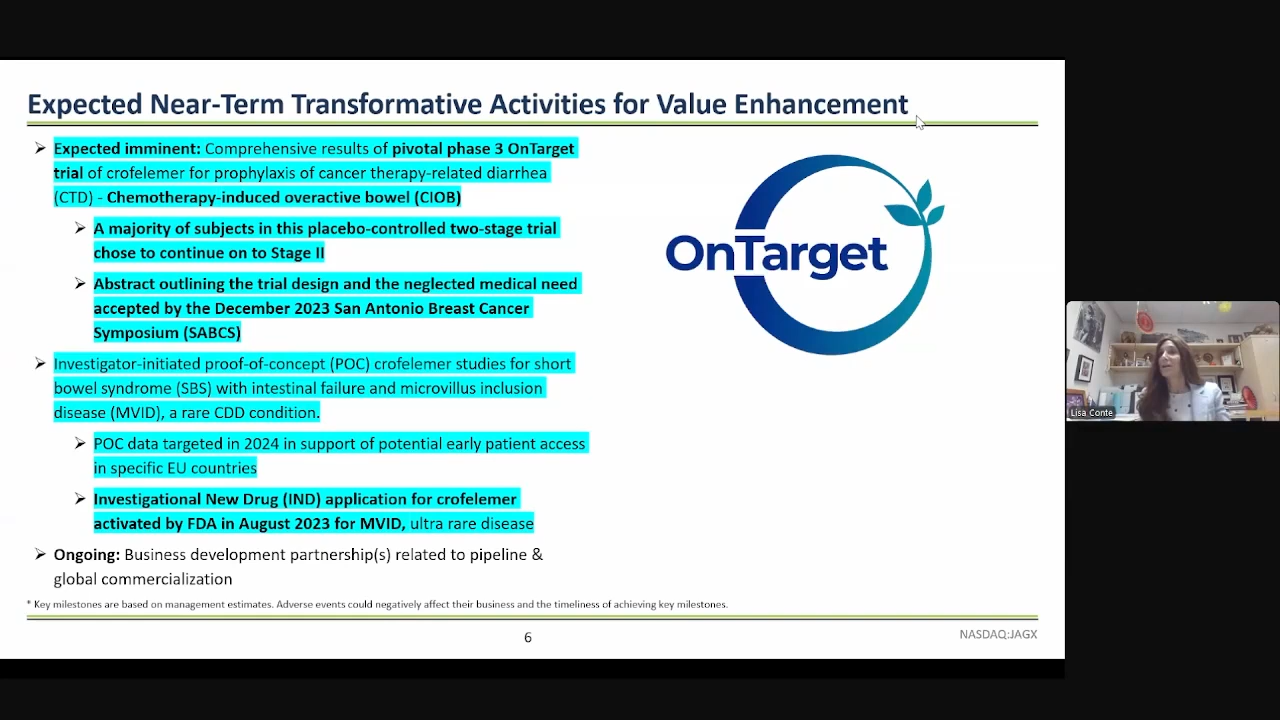 Expected Near-Term Transformative Activities for Value Enhancement
➢ Expected imminent: Comprehensive results of pivotal phase 3 OnTarget
trial of crofelemer for prophylaxis of cancer therapy-related diarrhea
(CTD) - Chemotherapy-induced overactive bowel (CIOB)
➢ A majority of subjects in this placebo-controlled two-stage trial
chose to continue on to Stage II
➢ Abstract outlining the trial design and the neglected medical need
accepted by the December 2023 San Antonio Breast Cancer
Symposium (SABCS)
➢ Investigator-initiated proof-of-concept (POC) crofelemer studies for short
bowel syndrome (SBS) with intestinal failure and microvillus inclusion
disease (MVID), a rare CDD condition.
➢ POC data targeted in 2024 in support of potential early patient access
in specific EU countries
➢ Investigational New Drug (IND) application for crofelemer
activated by FDA in August 2023 for MVID, ultra rare disease
➢ Ongoing: Business development partnership(s) related to pipeline &
global commercialization
* Key milestones are based on management estimates. Adverse events could negatively affect their business and the timeliness of achieving key milestones.
6
NASDAQ:JAGX
OnTarget
Lisa Conte